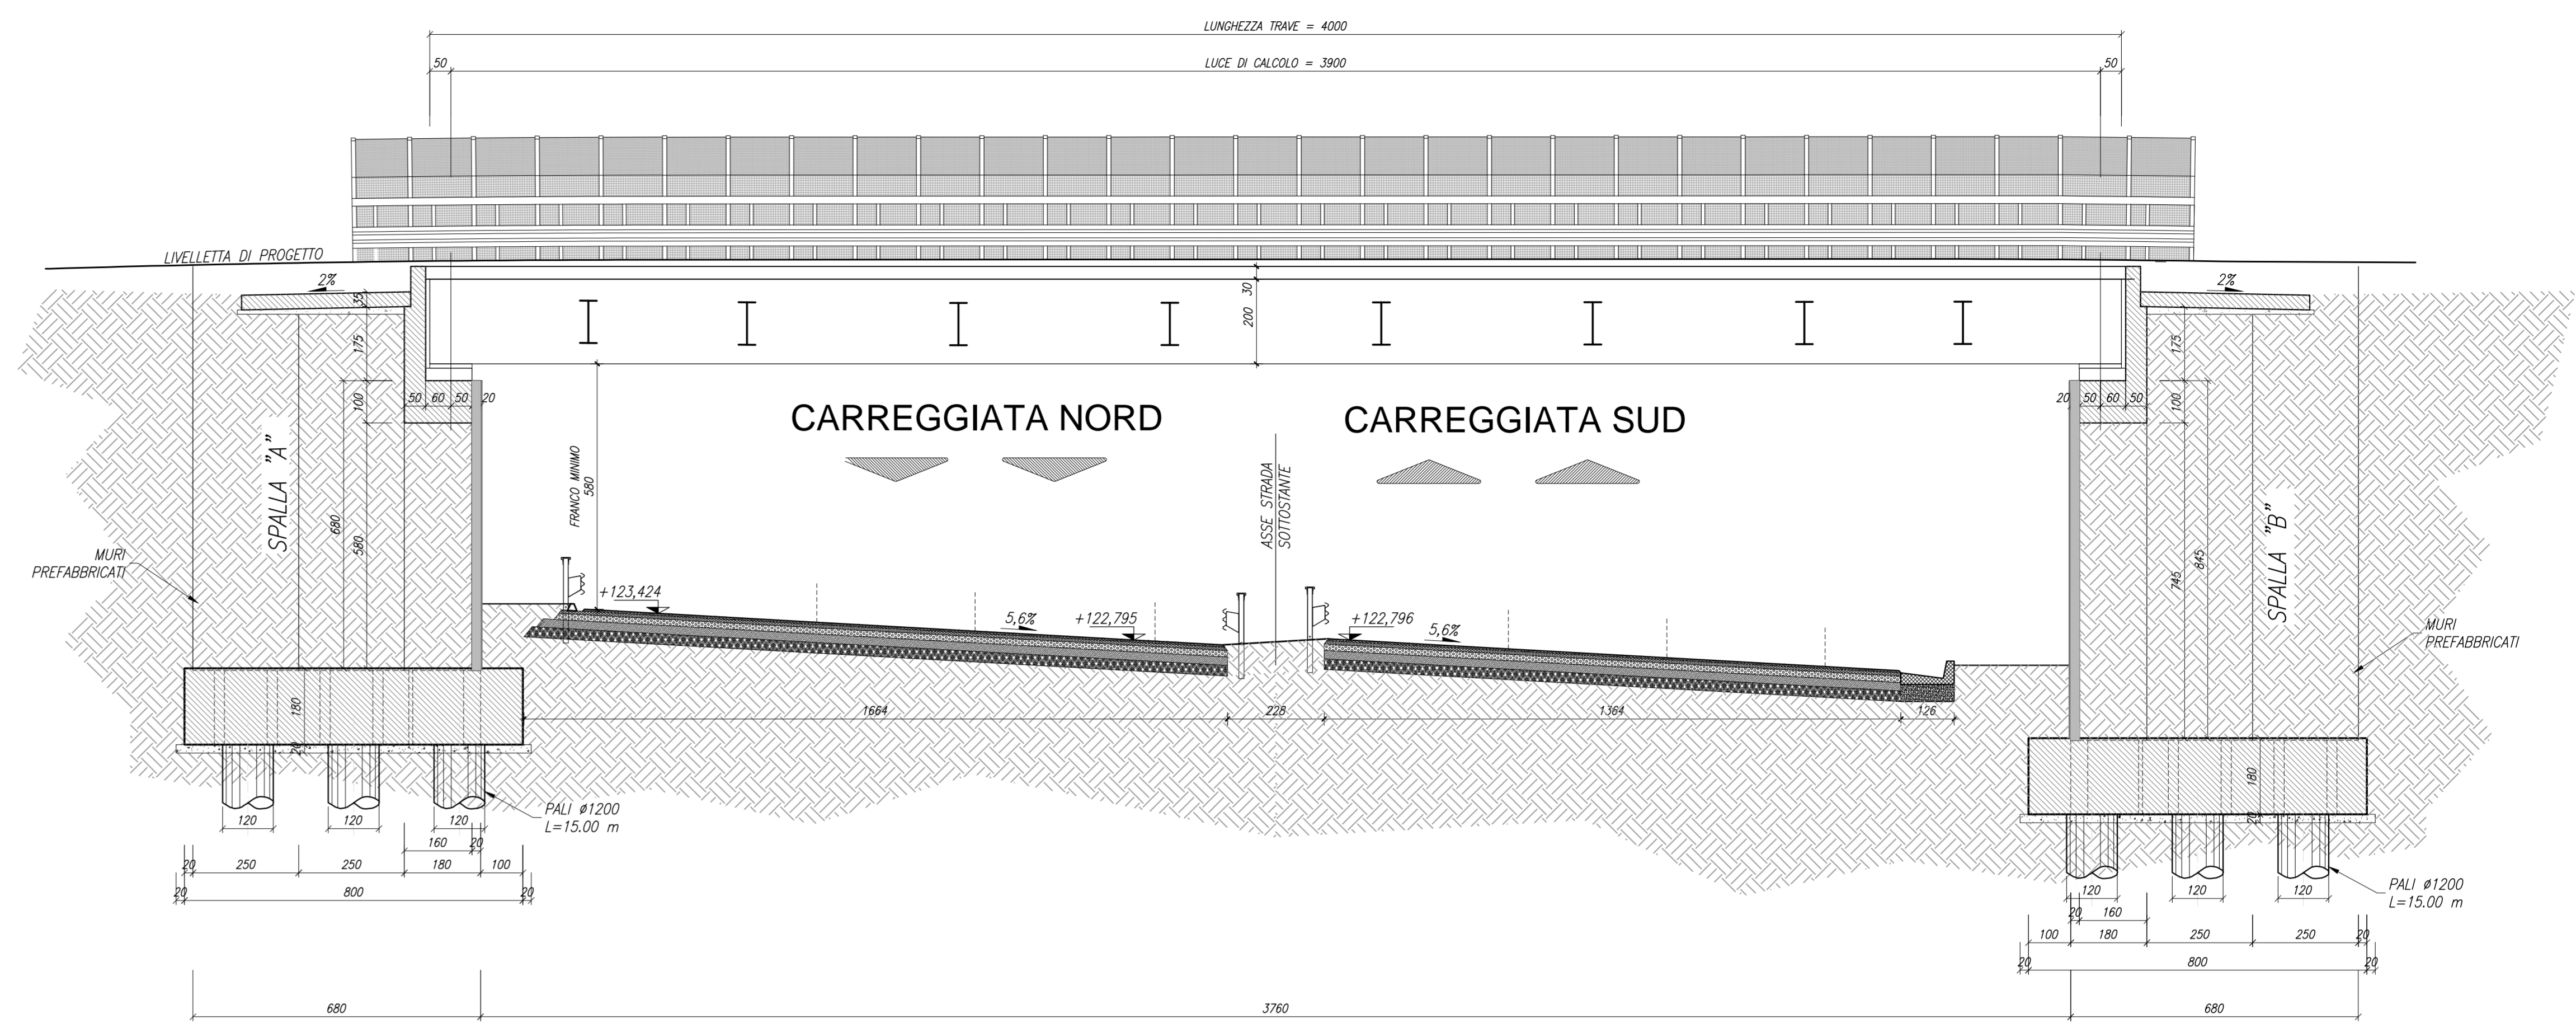 LUNGHEZZA TRAVE = 4000
50
LUCE DI CALCOLO = 3900
50
LIVELLETTA DI PROGETTO
2%
2%
35
175
100
680
580
50 60 50 20
200 30
20 50 60 50
175
100
745
845
CARREGGIATA NORD
CARREGGIATA SUD
FRANCO MINIMO
580
ASSE STRADA
SOTTOSTANTE
SPALLA "A"
SPALLA "B"
MURI
PREFABBRICATI
MURI
PREFABBRICATI
+123,424
5,6%
+122,795
+122,796
5,6%
1664
228
1364
126
180
20
180
20
PALI ø1200
L=15.00 m
PALI ø1200
L=15.00 m
120
120
120
160
20
20
250
250
180
100
20
800
20
120
120
120
20
160
100
180
250
250
20
20
800
20
680
3760
680